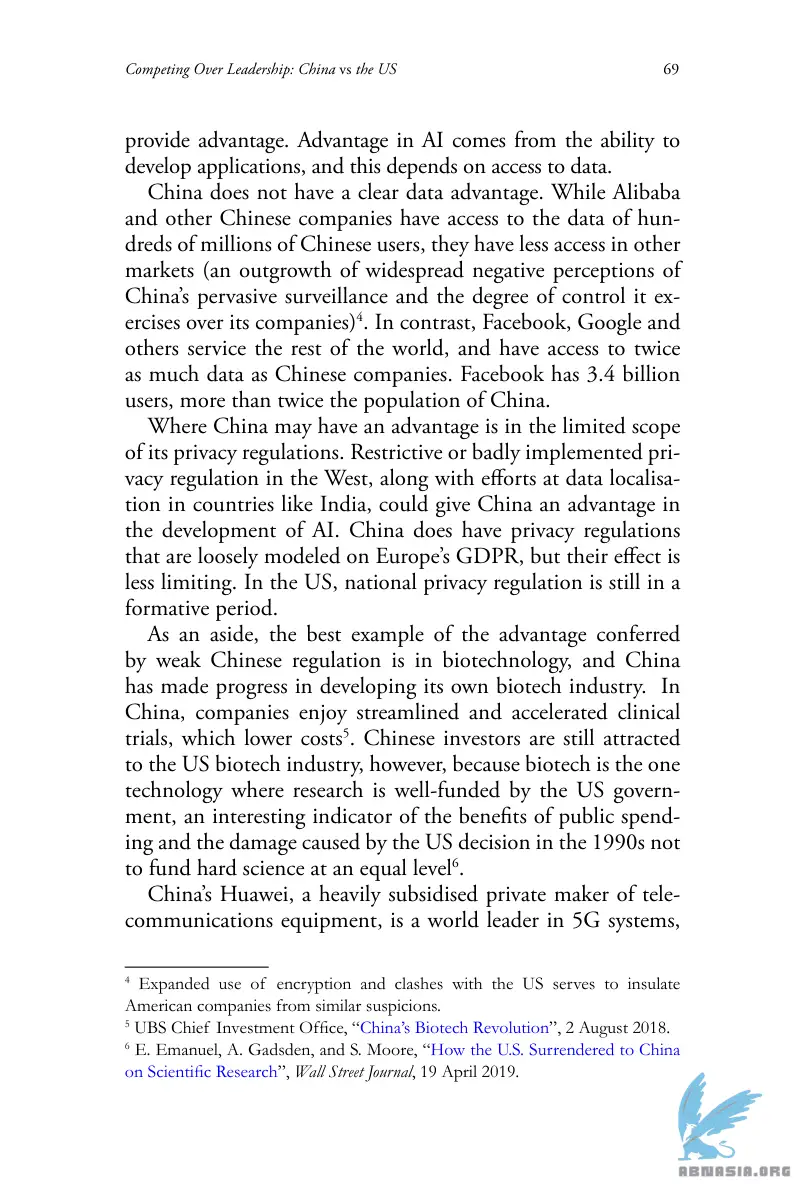 Competing Over Leadership: China vs the US 69
provide advantage. Advantage in AI comes from the ability to
develop applications, and this depends on access to data.
China does not have a clear data advantage. While Alibaba
and other Chinese companies have access to the data of hun-
dreds of millions of Chinese users, they have less access in other
markets (an outgrowth of widespread negative perceptions of
China's pervasive surveillance and the degree of control it ex-
ercises over its companies)4. In contrast, Facebook, Google and
others service the rest of the world, and have access to twice
as much data as Chinese companies. Facebook has 3.4 billion
users, more than twice the population of China.
Where China may have an advantage is in the limited scope
of its privacy regulations. Restrictive or badly implemented pri-
vacy regulation in the West, along with efforts at data localisa-
tion in countries like India, could give China an advantage in
the development of AI. China does have privacy regulations
that are loosely modeled on Europe's GDPR, but their effect is
less limiting. In the US, national privacy regulation is still in a
formative period.
As an aside, the best example of the advantage conferred
by weak Chinese regulation is in biotechnology, and China
has made progress in developing its own biotech industry. In
China, companies enjoy streamlined and accelerated clinical
trials, which lower costs5. Chinese investors are still attracted
to the US biotech industry, however, because biotech is the one
technology where research is well-funded by the US govern-
ment, an interesting indicator of the benefits of public spend-
ing and the damage caused by the US decision in the 1990s not
to fund hard science at an equal level6.
China's Huawei, a heavily subsidised private maker of tele-
communications equipment, is a world leader in 5G systems,
4 Expanded use of encryption and clashes with the US serves to insulate
American companies from similar suspicions.
5 UBS Chief Investment Office, "China's Biotech Revolution", 2 August 2018.
6 E. Emanuel, A. Gadsden, and S. Moore, "How the U.S. Surrendered to China
on Scientific Research", Wall Street Journal, 19 April 2019.
ABNASIA.ORG